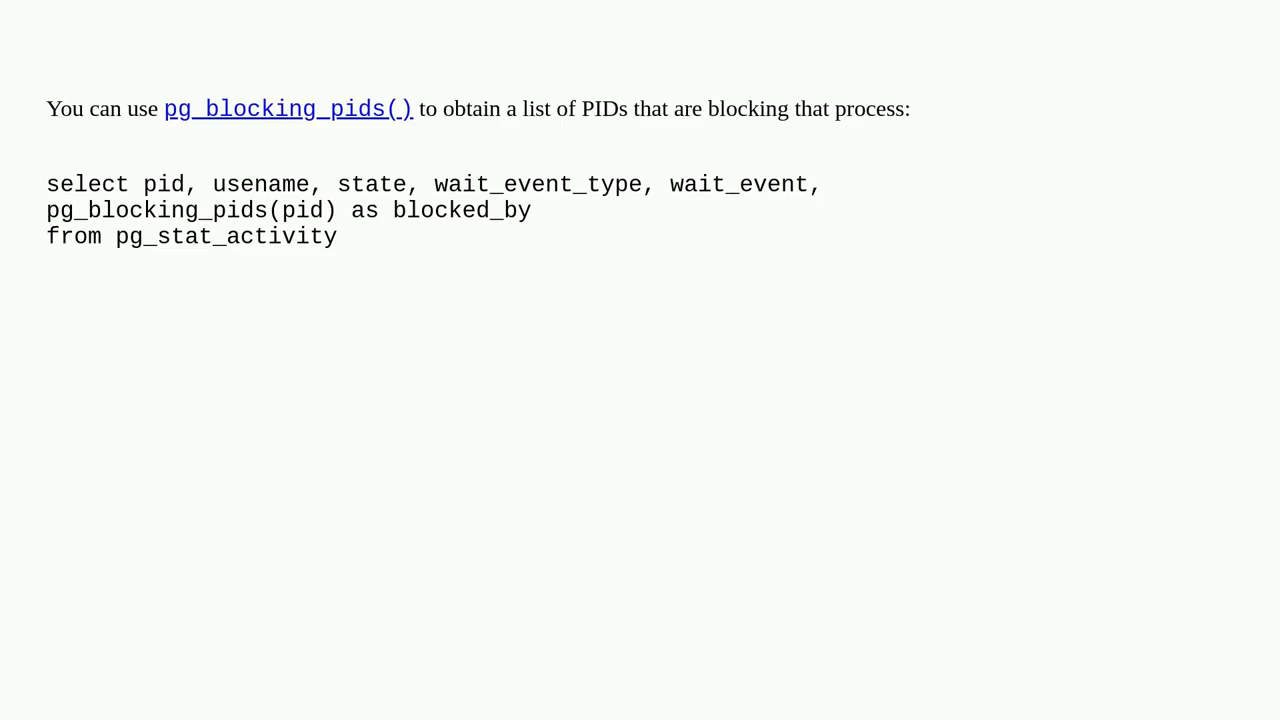 You can use pg_blocking_pids() to obtain a list of PIDs that are blocking that process:
select pid, usename, state, wait_event_type, wait_event,
pg_blocking_pids(pid) as blocked_by
from pg_stat_activity